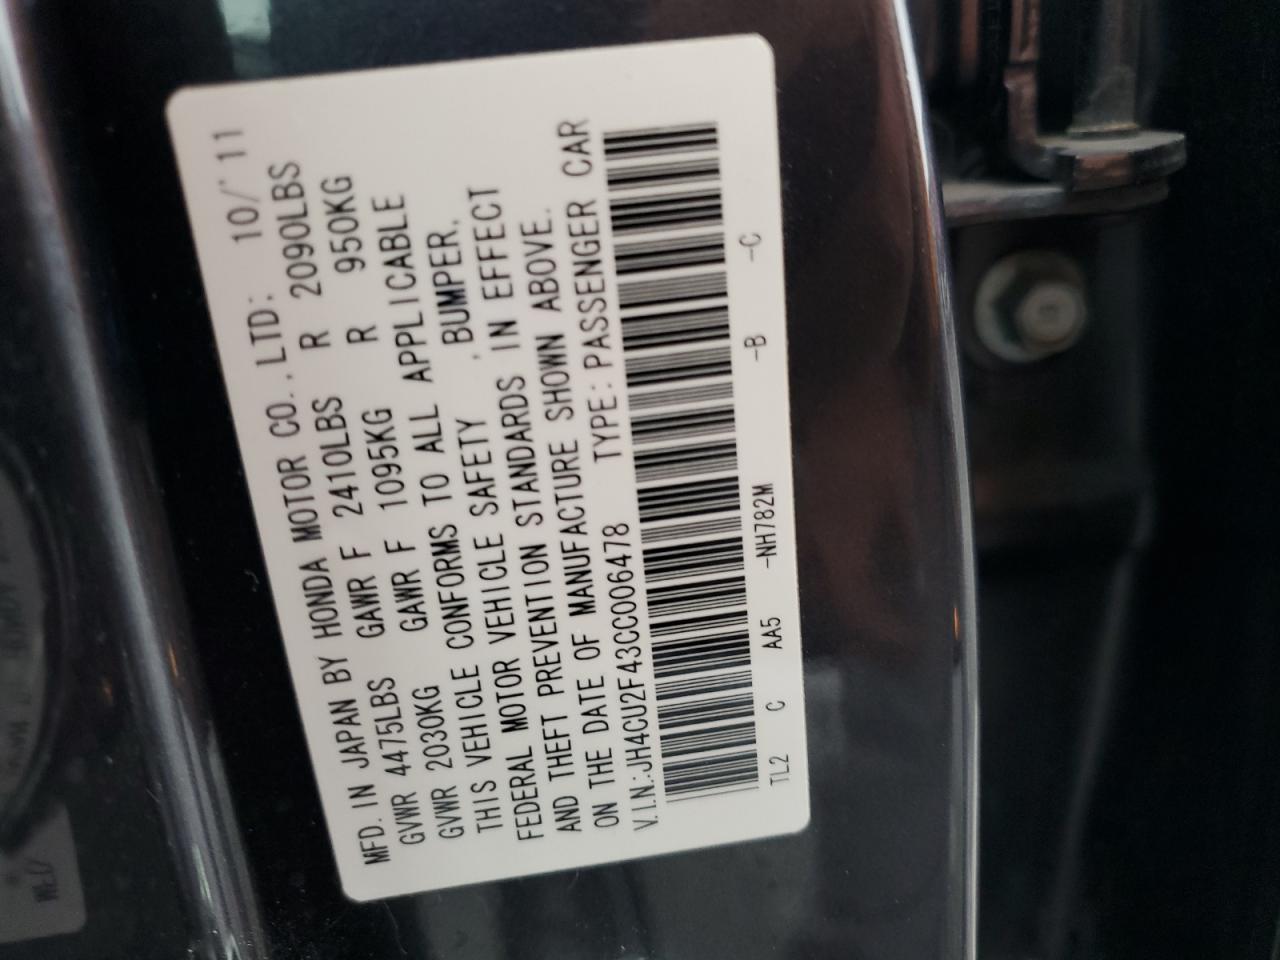 MFD. IN JAPAN BY HONDA MOTOR CO., LTD: 10/'11
GVWR 4475LBS GAWR F 2410LBS R 2090LBS
GVWR 2030KG GAWR F 1095KG R 950KG
THIS VEHICLE CONFORMS TO ALL APPLICABLE
FEDERAL MOTOR VEHICLE SAFETY , BUMPER,
AND THEFT PREVENTION STANDARDS IN EFFECT
ON THE DATE OF MANUFACTURE SHOWN ABOVE.
V.I.N.:JH4CU2F43CC006478 TYPE:PASSENGER CAR
TL2 C AA5 -NH782M -B -C